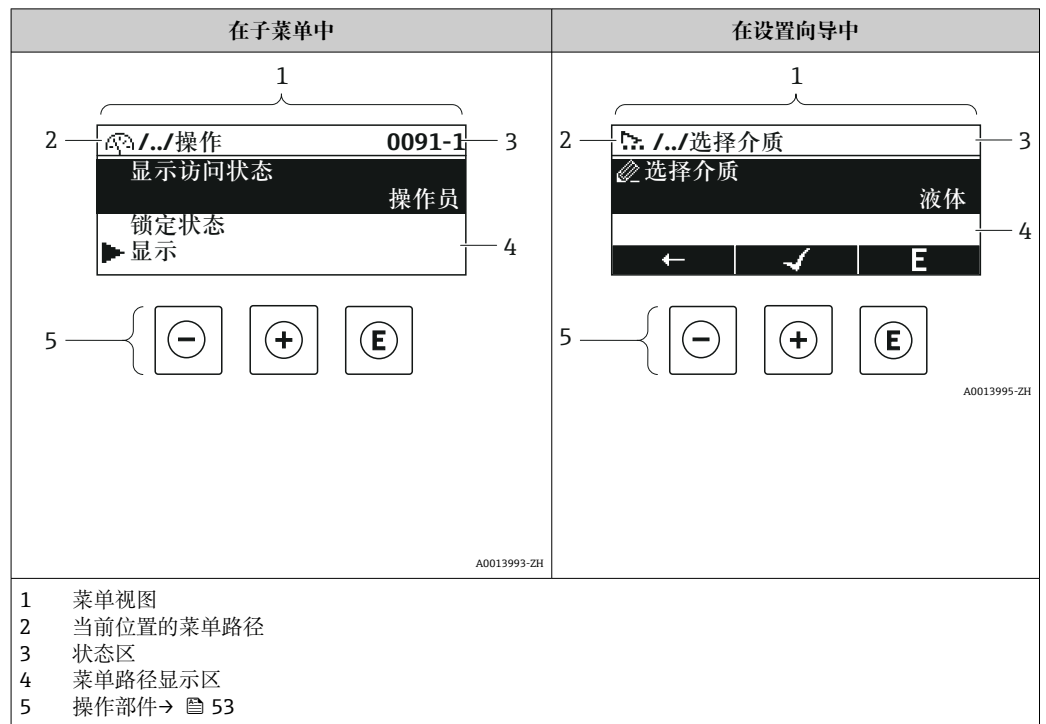 在子菜单中
在设置向导中
1
2
/../操作
0091-1
3
显示访问状态
操作员
锁定状态
显示
4
5
−
+
E
A0013993-ZH
1
2
/../选择介质
3
选择介质
液体
4
←
✓
E
5
−
+
E
A0013995-ZH
1 菜单视图
2 当前位置的菜单路径
3 状态区
4 菜单路径显示区
5 操作部件→ 53